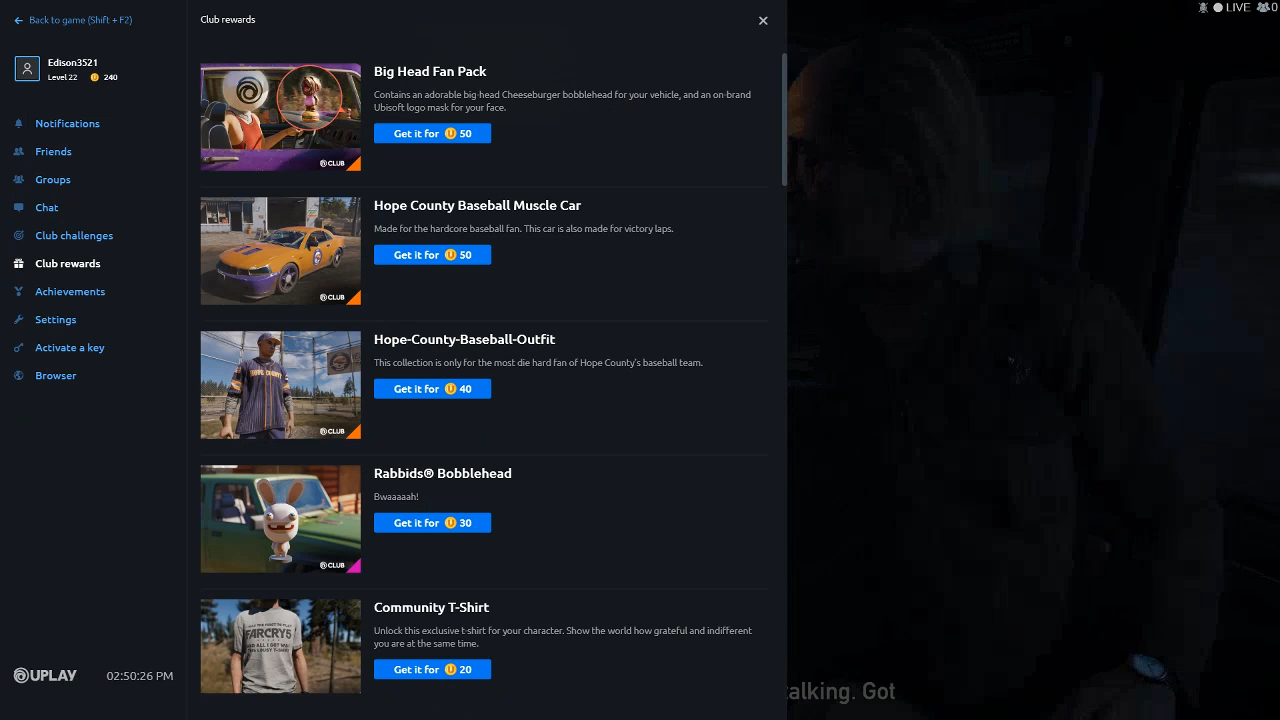 Back to game (Shift + F2)
Edison3521
Level 22 240
Notifications
Friends
Groups
Chat
Club challenges
Club rewards
Achievements
Settings
Activate a key
Browser
UPLAY 02:50:26 PM
Club rewards
Big Head Fan Pack
Contains an adorable big-head Cheeseburger bobblehead for your vehicle, and an on-brand
Ubisoft logo mask for your face.
Get it for 50
CLUB
Hope County Baseball Muscle Car
Made for the hardcore baseball fan. This car is also made for victory laps.
Get it for 50
CLUB
Hope-County-Baseball-Outfit
This collection is only for the most die hard fan of Hope County's baseball team.
Get it for 40
HOPE COUNTY
CLUB
Rabbids® Bobblehead
Bwaaaaah!
Get it for 30
CLUB
Community T-Shirt
Unlock this exclusive t-shirt for your character. Show the world how grateful and indifferent
you are at the same time.
Get it for 20
FARCRY5
LIVE 0
talking. Got